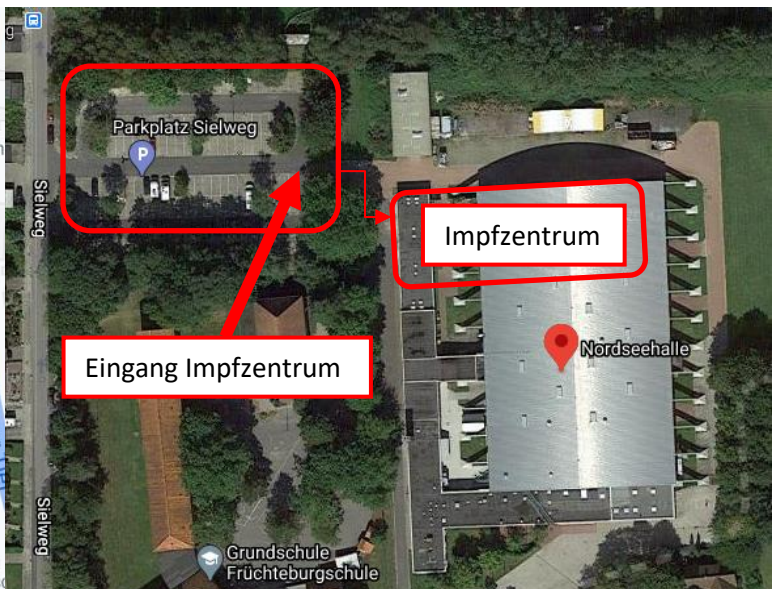 g
Parkplatz Sielweg
P
Sielweg
Impfzentrum
Eingang Impfzentrum
Nordseehalle
Sielweg
Grundschule
Früchteburgschule